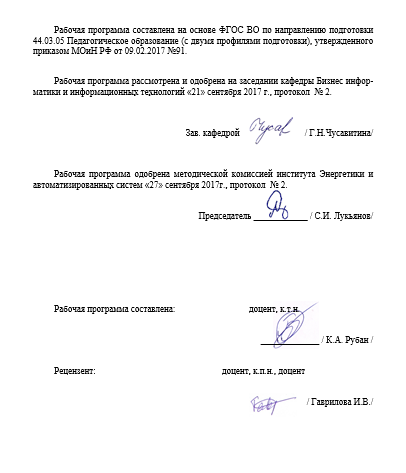 Рабочая программа составлена на основе ФГОС ВО по направлению подготовки
44.03.05 Педагогическое образование (с двумя профилями подготовки), утвержденного
приказом МОиН РФ от 09.02.2017 №91.
Рабочая программа рассмотрена и одобрена на заседании кафедры Бизнес инфор-
матики и информационных технологий «21» сентября 2017 г., протокол № 2.
Зав. кафедрой / Г.Н.Чусавитина/
Рабочая программа одобрена методической комиссией института Энергетики и
автоматизированных систем «27» сентября 2017г., протокол № 2.
Председатель ____________ / С.И. Лукьянов/
Рабочая программа составлена: доцент, к.т.н.
_____________ / К.А. Рубан /
Рецензент: доцент, к.п.н., доцент
/ Гаврилова И.В./